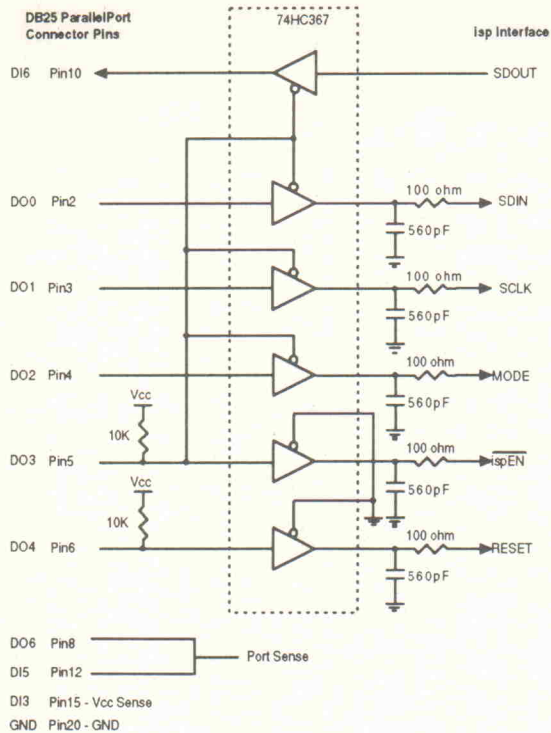 DB25 ParallelPort
Connector Pins
74HC367
isp Interface
DI6 Pin10
SDOUT
DO0 Pin2
100 ohm
SDIN
560pF
DO1 Pin3
100 ohm
SCLK
560pF
DO2 Pin4
100 ohm
MODE
560pF
Vcc
10K
DO3 Pin5
100 ohm
ispEN
560pF
Vcc
10K
DO4 Pin6
100 ohm
RESET
560pF
DO6 Pin8
Port Sense
DI5 Pin12
DI3 Pin15 - Vcc Sense
GND Pin20 - GND